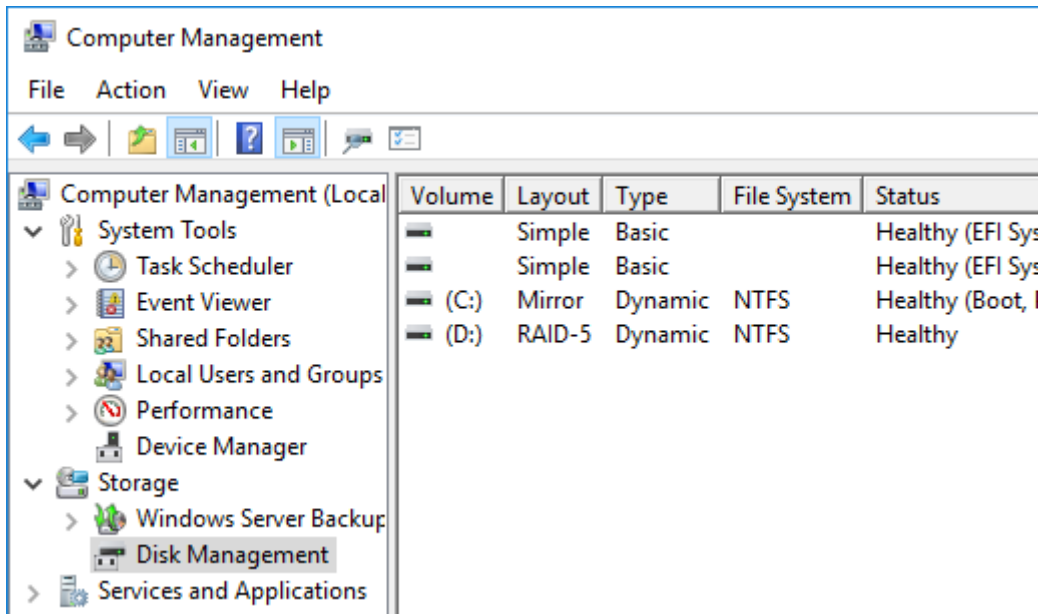 Computer Management
File Action View Help
Computer Management (Local
System Tools
Task Scheduler
Event Viewer
Shared Folders
Local Users and Groups
Performance
Device Manager
Storage
Windows Server Backup
Disk Management
Services and Applications
Volume Layout Type File System Status
Simple Basic Healthy (EFI Sys
Simple Basic Healthy (EFI Sys
(C:) Mirror Dynamic NTFS Healthy (Boot,
(D:) RAID-5 Dynamic NTFS Healthy